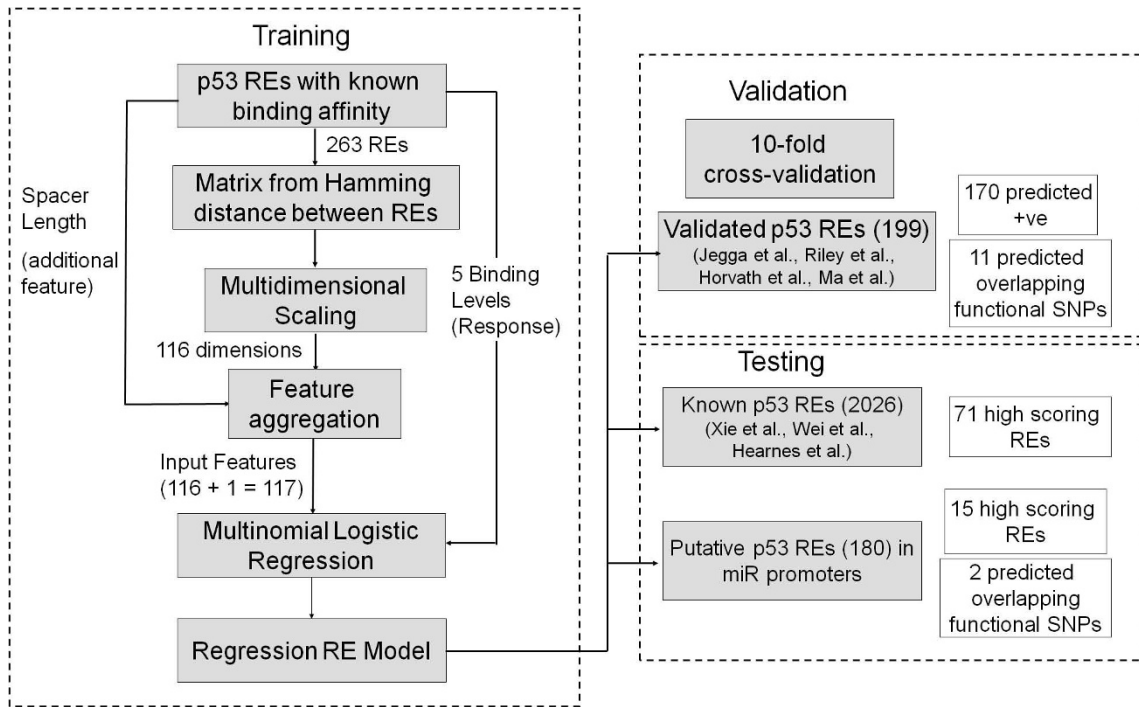 Training
p53 REs with known
binding affinity
263 REs
Matrix from Hamming
distance between REs
Spacer
Length
(additional
feature)
Multidimensional
Scaling
5 Binding
Levels
(Response)
116 dimensions
Feature
aggregation
Input Features
(116 + 1 = 117)
Multinomial Logistic
Regression
Regression RE Model
Validation
10-fold
cross-validation
Validated p53 REs (199)
(Jegga et al., Riley et al.,
Horvath et al., Ma et al.)
170 predicted
+ve
11 predicted
overlapping
functional SNPs
Testing
Known p53 REs (2026)
(Xie et al., Wei et al.,
Hearnes et al.)
71 high scoring
REs
Putative p53 REs (180) in
miR promoters
15 high scoring
REs
2 predicted
overlapping
functional SNPs